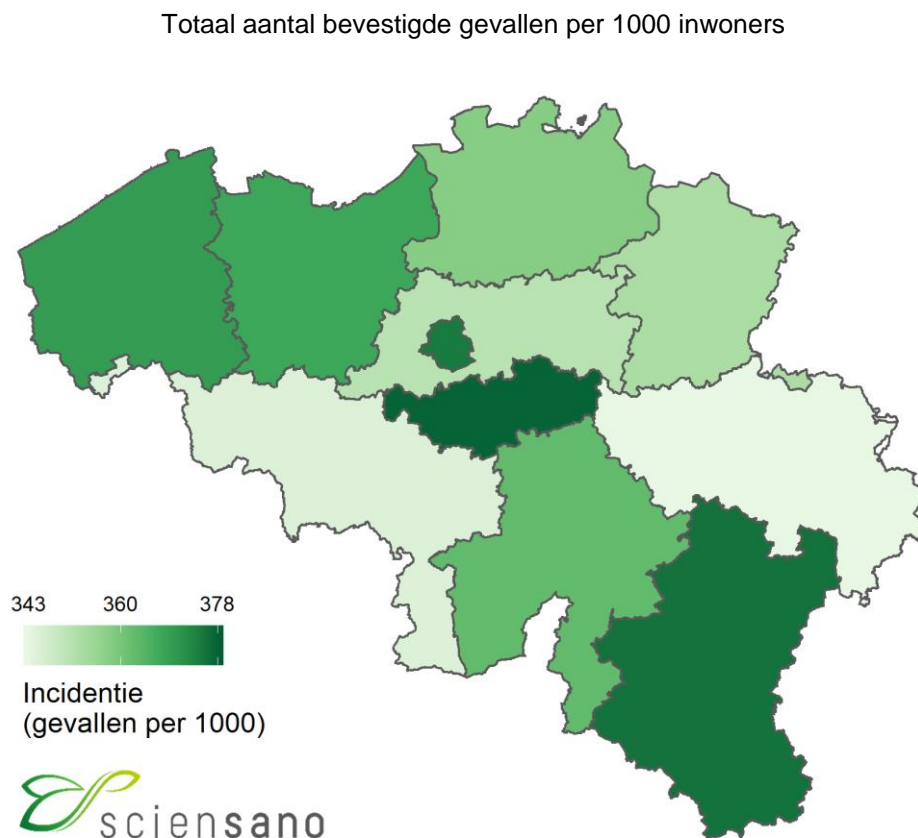 Totaal aantal bevestigde gevallen per 1000 inwoners
343 360 378
Incidentie
(gevallen per 1000)
sciensano